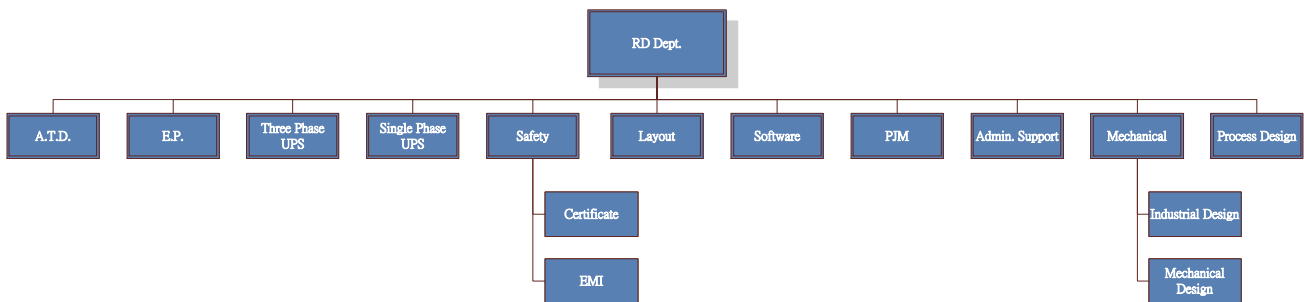 RD Dept.
A.T.D.
E.P.
Three Phase
UPS
Single Phase
UPS
Safety
Layout
Software
PJM
Admin. Support
Mechanical
Process Design
Certificate
Industrial Design
EMI
Mechanical
Design